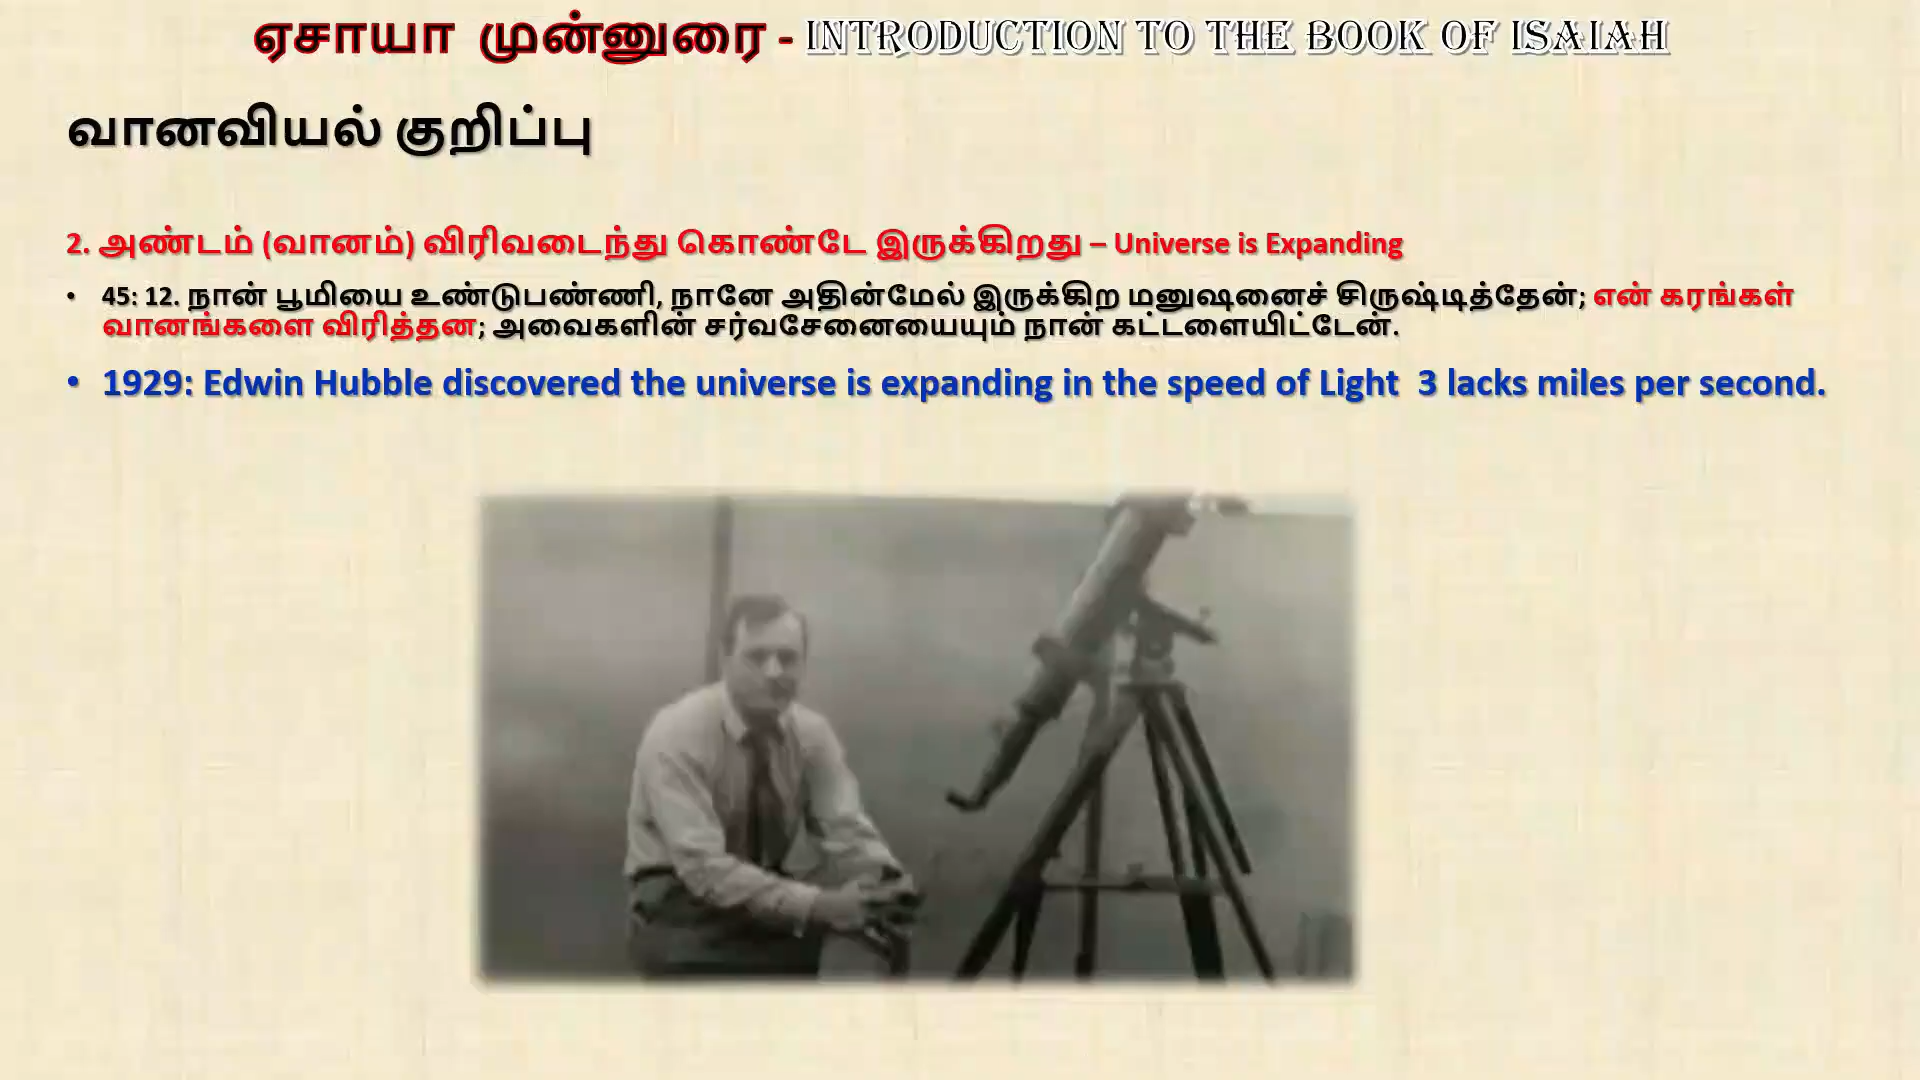 ஏசாயா முன்னுரை - INTRODUCTION TO THE BOOK OF ISAIAH
வானவியல் குறிப்பு
2. அண்டம் (வானம்) விரிவடைந்து கொண்டே இருக்கிறது – Universe is Expanding
• 45: 12. நான் பூமியை உண்டுபண்ணி, நானே அதின்மேல் இருக்கிற மனுஷனைச் சிருஷ்டித்தேன்; என் கரங்கள்
வானங்களை விரித்தன; அவைகளின் சர்வசேனையையும் நான் கட்டளையிட்டேன்.
• 1929: Edwin Hubble discovered the universe is expanding in the speed of Light 3 lacks miles per second.